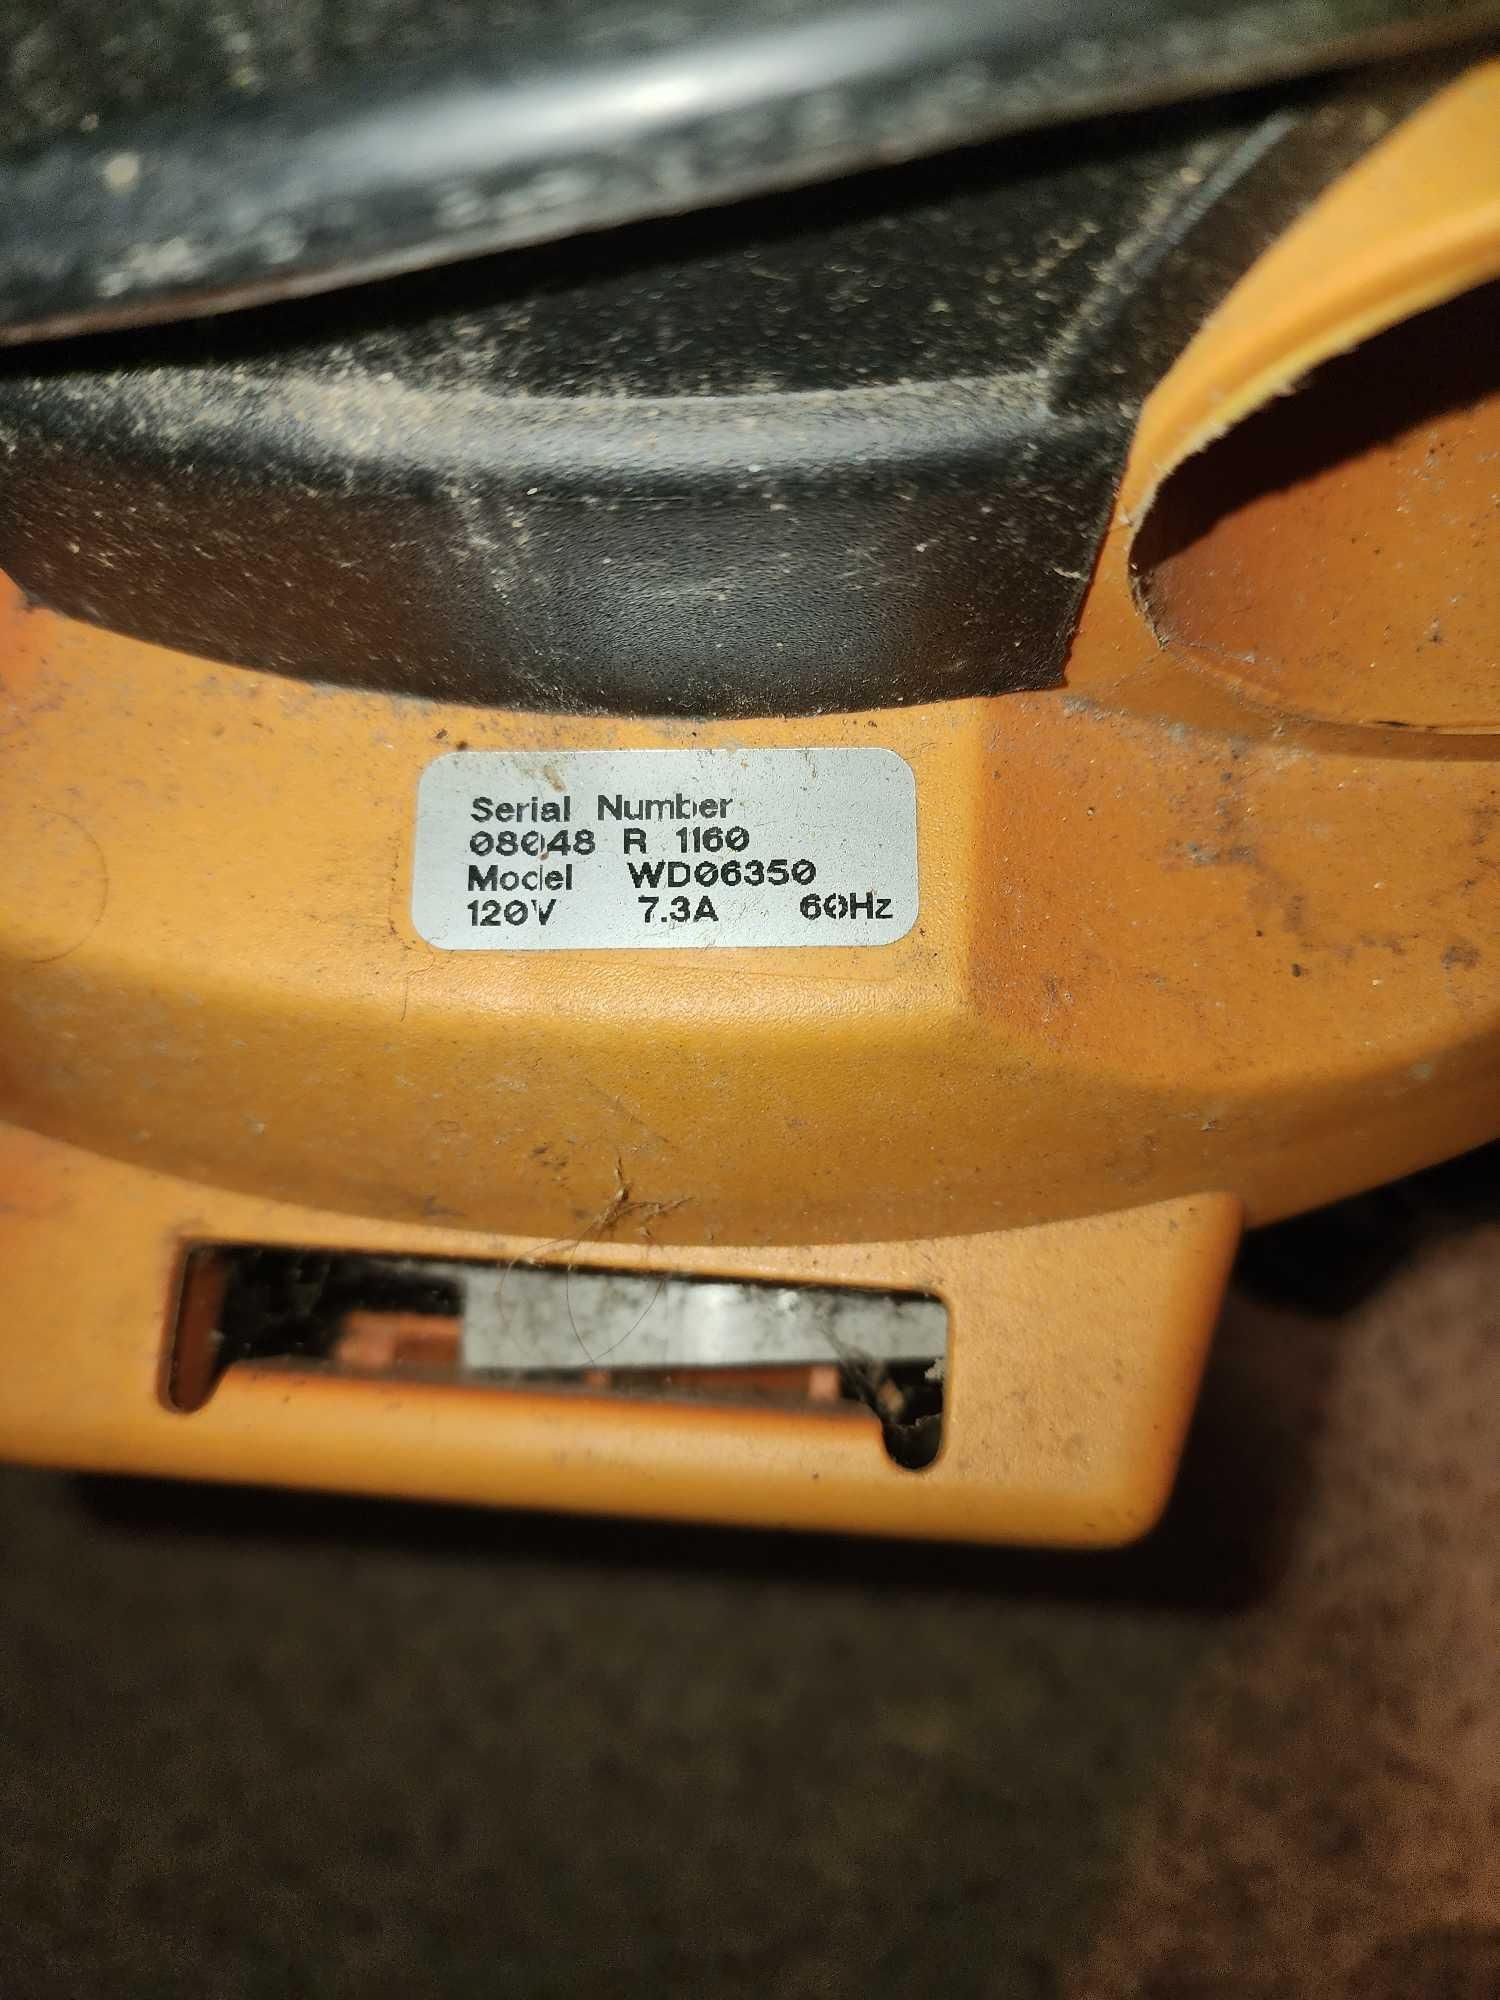 Serial Number
08048 R 1160
Model WD06350
120V 7.3A 60Hz